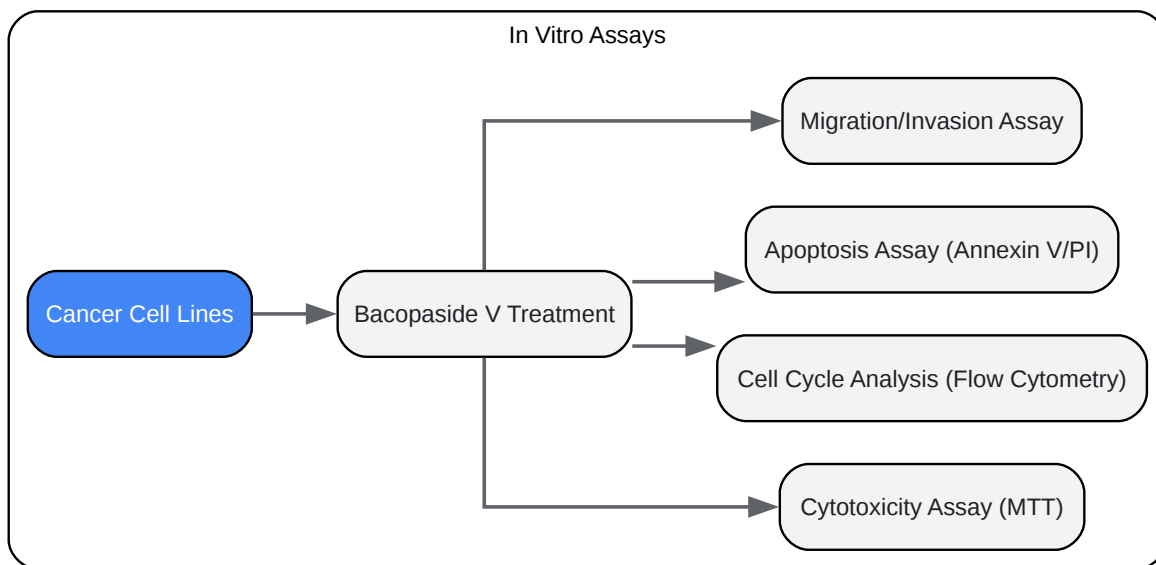 In Vitro Assays
Migration/Invasion Assay
Apoptosis Assay (Annexin V/PI)
Cancer Cell Lines
Bacopaside V Treatment
Cell Cycle Analysis (Flow Cytometry)
Cytotoxicity Assay (MTT)